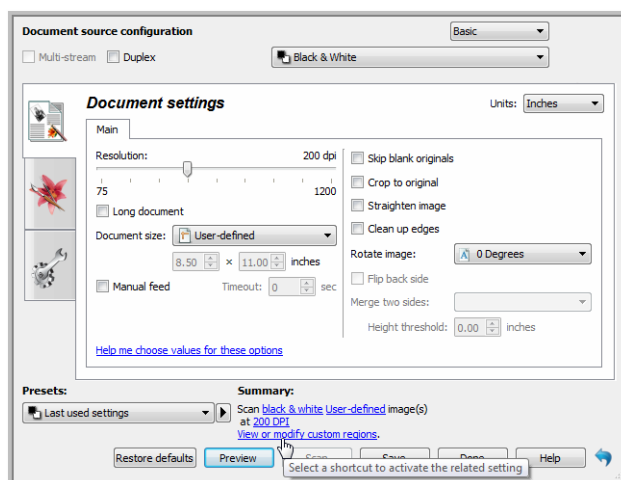 Document source configuration
Basic
Multi-stream
Duplex
Black & White
Document settings
Units: Inches
Main
Resolution: 200 dpi
75 1200
Long document
Document size: User-defined
8.50 × 11.00 inches
Manual feed Timeout: 0 sec
Help me choose values for these options
Skip blank originals
Crop to original
Straighten image
Clean up edges
Rotate image: 0 Degrees
Flip back side
Merge two sides:
Height threshold: 0.00 inches
Presets:
Last used settings
Summary:
Scan black & white User-defined image(s)
at 200 DPI
View or modify custom regions.
Restore defaults Preview Scan Save Done Help
Select a shortcut to activate the related setting